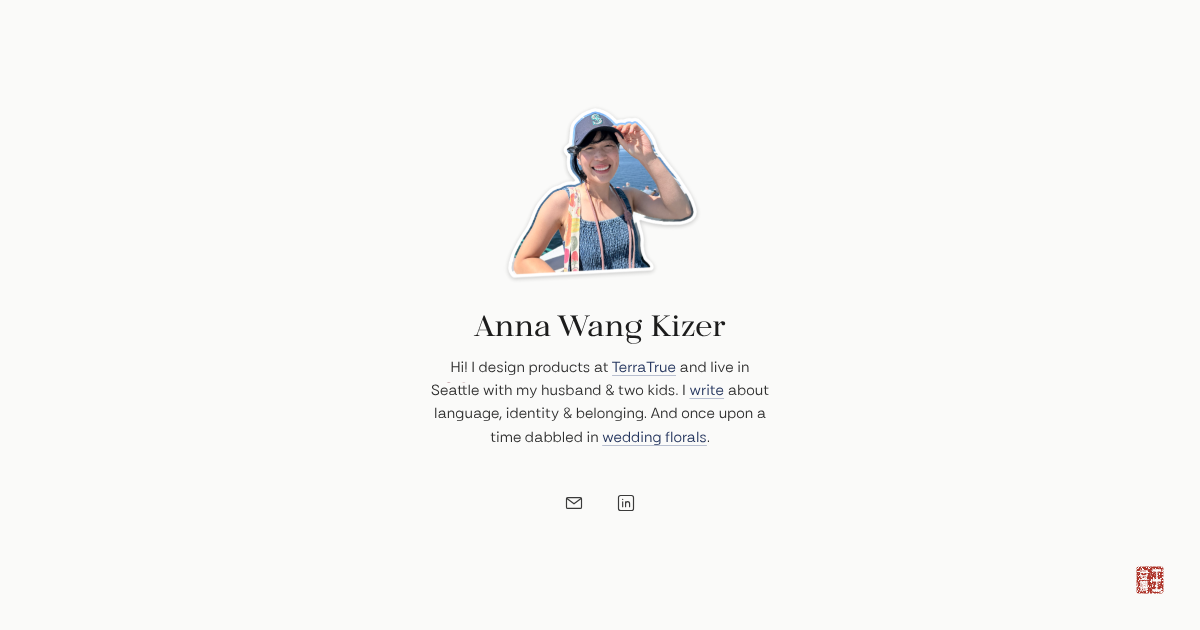 Anna Wang Kizer
Hi! I design products at TerraTrue and live in
Seattle with my husband & two kids. I write about
language, identity & belonging. And once upon a
time dabbled in wedding florals.
in